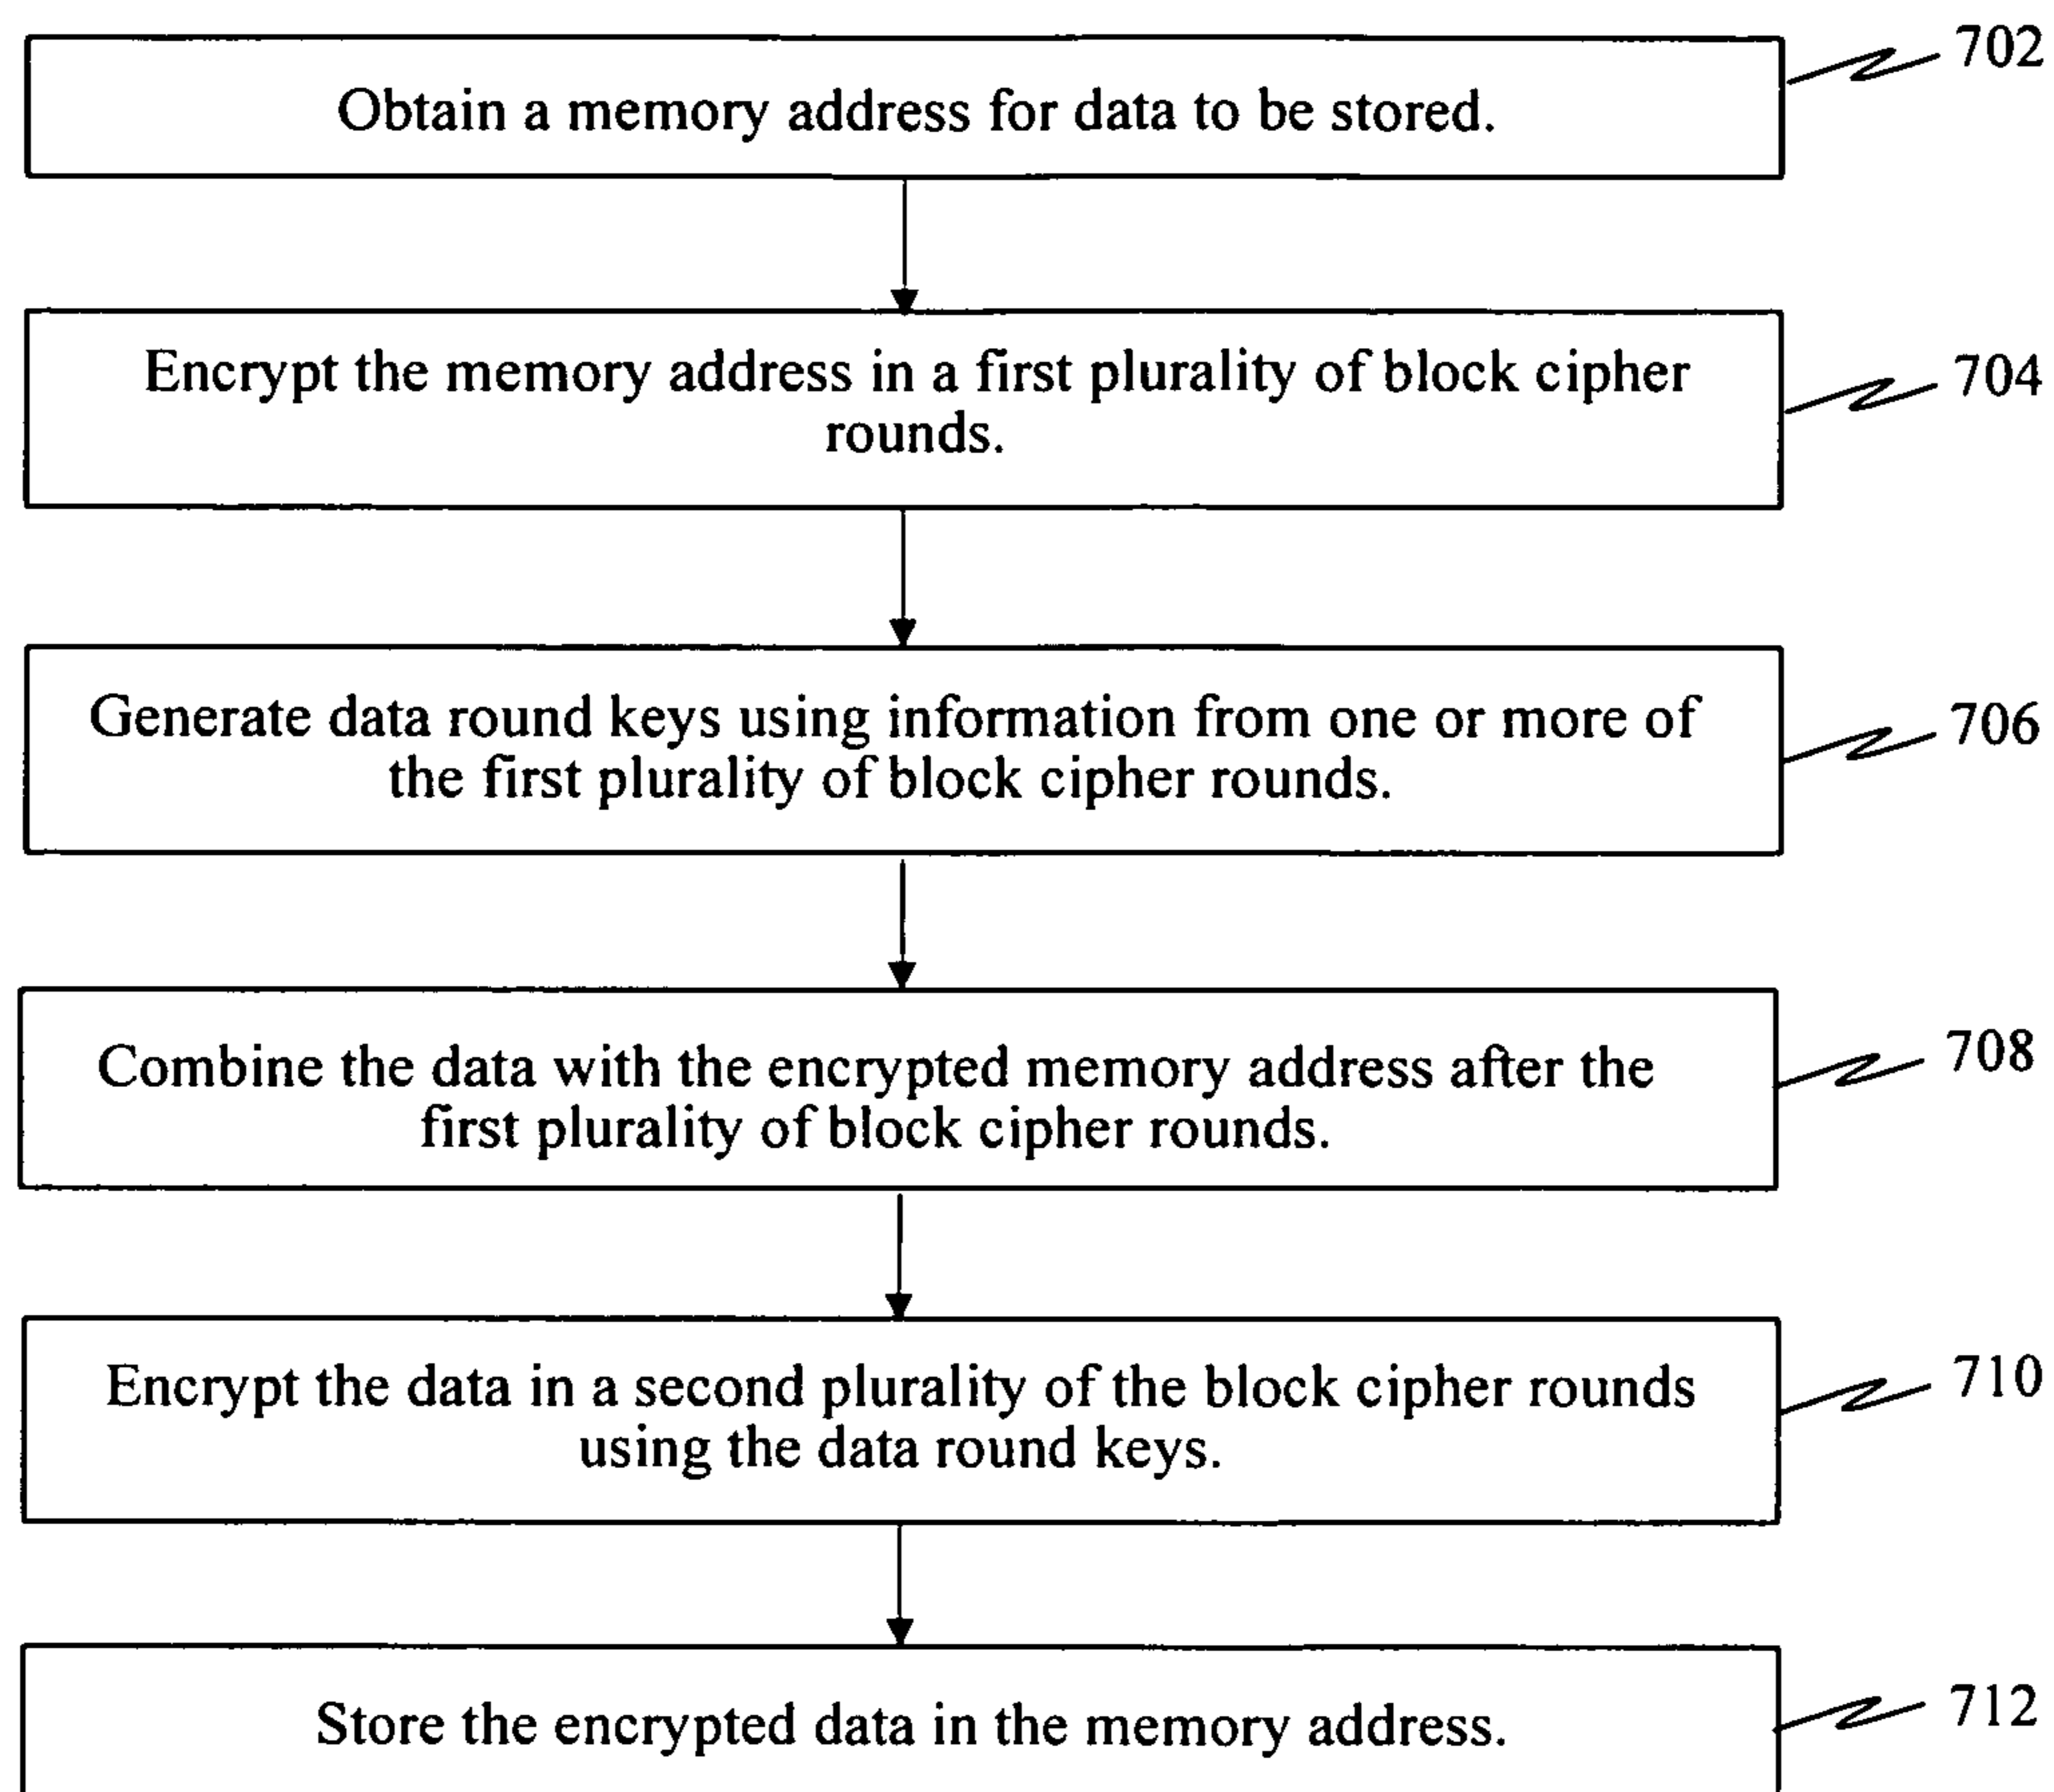 702
Obtain a memory address for data to be stored.
704
Encrypt the memory address in a first plurality of block cipher
rounds.
706
Generate data round keys using information from one or more of
the first plurality of block cipher rounds.
708
Combine the data with the encrypted memory address after the
first plurality of block cipher rounds.
710
Encrypt the data in a second plurality of the block cipher rounds
using the data round keys.
712
Store the encrypted data in the memory address.